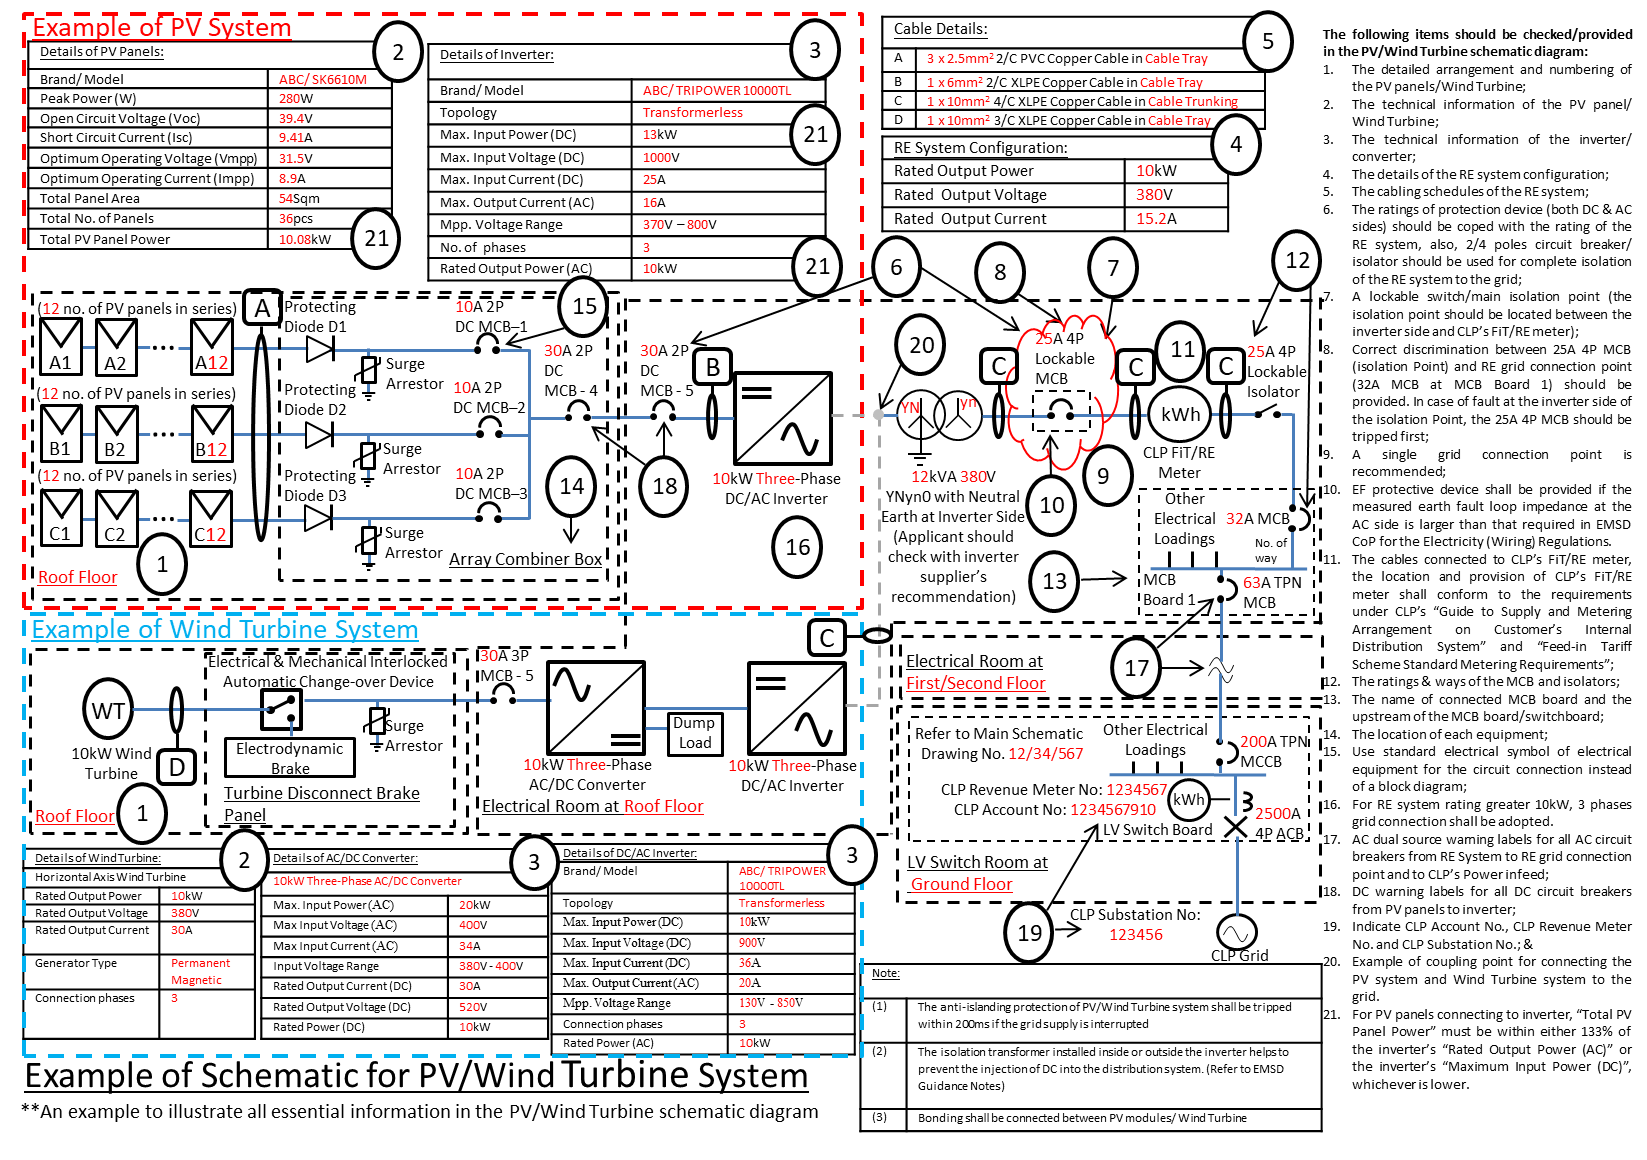 Example of PV System
Details of PV Panels:
Brand/ Model ABC/ SK6610M
Peak Power (W) 280W
Open Circuit Voltage (Voc) 39.4V
Short Circuit Current (Isc) 9.41A
Optimum Operating Voltage (Vmpp) 31.5V
Optimum Operating Current (Impp) 8.9A
Total Panel Area 54Sqm
Total No. of Panels 36pcs
Total PV Panel Power 10.08kW
2
21
Details of Inverter:
Brand/ Model ABC/ TRIPOWER 10000TL
Topology Transformerless
Max. Input Power (DC) 13kW
Max. Input Voltage (DC) 1000V
Max. Input Current (DC) 25A
Max. Output Current (AC) 16A
Mpp. Voltage Range 370V – 800V
No. of phases 3
Rated Output Power (AC) 10kW
3
21
21
Cable Details:
A 3 x 2.5mm² 2/C PVC Copper Cable in Cable Tray
B 1 x 6mm² 2/C XLPE Copper Cable in Cable Tray
C 1 x 10mm² 4/C XLPE Copper Cable in Cable Trunking
D 1 x 10mm² 3/C XLPE Copper Cable in Cable Tray
5
RE System Configuration:
Rated Output Power 10kW
Rated Output Voltage 380V
Rated Output Current 15.2A
4
(12 no. of PV panels in series)
A1 A2 A12
(12 no. of PV panels in series)
B1 B2 B12
(12 no. of PV panels in series)
C1 C2 C12
Roof Floor
1
A
Protecting
Diode D1
Surge
Arrestor
Protecting
Diode D2
Surge
Arrestor
Protecting
Diode D3
Surge
Arrestor
10A 2P
DC MCB–1
10A 2P
DC MCB–2
10A 2P
DC MCB–3
15
30A 2P
DC
MCB - 4
14
Array Combiner Box
30A 2P
DC
MCB - 5
18
B
10kW Three-Phase
DC/AC Inverter
16
6
8
7
12
20
YN yn
12kVA 380V
YNyn0 with Neutral
Earth at Inverter Side
(Applicant should
check with inverter
supplier's
recommendation)
C
25A 4P
Lockable
MCB
10
9
C
11
kWh
CLP FiT/RE
Meter
C
25A 4P
Lockable
Isolator
Other
Electrical
Loadings
32A MCB
No. of
way
13
MCB
Board 1
63A TPN
MCB
17
Electrical Room at
First/Second Floor
Refer to Main Schematic
Drawing No. 12/34/567
Other Electrical
Loadings
200A TPN
MCCB
CLP Revenue Meter No: 1234567
CLP Account No: 1234567910
kWh
LV Switch Board
2500A
4P ACB
LV Switch Room at
Ground Floor
19
CLP Substation No:
123456
CLP Grid
Example of Wind Turbine System
C
WT
10kW Wind
Turbine
D
Roof Floor
1
Electrical & Mechanical Interlocked
Automatic Change-over Device
Electrodynamic
Brake
Surge
Arrestor
Turbine Disconnect Brake
Panel
30A 3P
MCB - 5
10kW Three-Phase
AC/DC Converter
Dump
Load
10kW Three-Phase
DC/AC Inverter
Electrical Room at Roof Floor
Details of Wind Turbine:
Horizontal Axis Wind Turbine
Rated Output Power 10kW
Rated Output Voltage 380V
Rated Output Current 30A
Generator Type Permanent
Magnetic
Connection phases 3
2
Details of AC/DC Converter:
10kW Three-Phase AC/DC Converter
Max. Input Power (AC) 20kW
Max Input Voltage (AC) 400V
Max Input Current (AC) 34A
Input Voltage Range 380V - 400V
Rated Output Current (DC) 30A
Rated Output Voltage (DC) 520V
Rated Power (DC) 10kW
3
Details of DC/AC Inverter:
Brand/ Model ABC/ TRIPOWER
10000TL
Topology Transformerless
Max. Input Power (DC) 10kW
Max. Input Voltage (DC) 900V
Max. Input Current (DC) 36A
Max. Output Current (AC) 20A
Mpp. Voltage Range 130V - 850V
Connection phases 3
Rated Power (AC) 10kW
3
Note:
(1) The anti-islanding protection of PV/Wind Turbine system shall be tripped
within 200ms if the grid supply is interrupted
(2) The isolation transformer installed inside or outside the inverter helps to
prevent the injection of DC into the distribution system. (Refer to EMSD
Guidance Notes)
(3) Bonding shall be connected between PV modules/ Wind Turbine
Example of Schematic for PV/Wind Turbine System
**An example to illustrate all essential information in the PV/Wind Turbine schematic diagram
The following items should be checked/provided
in the PV/Wind Turbine schematic diagram:
1. The detailed arrangement and numbering of
the PV panels/Wind Turbine;
2. The technical information of the PV panel/
Wind Turbine;
3. The technical information of the inverter/
converter;
4. The details of the RE system configuration;
5. The cabling schedules of the RE system;
6. The ratings of protection device (both DC & AC
sides) should be coped with the rating of the
RE system, also, 2/4 poles circuit breaker/
isolator should be used for complete isolation
of the RE system to the grid;
7. A lockable switch/main isolation point (the
isolation point should be located between the
inverter side and CLP's FiT/RE meter);
8. Correct discrimination between 25A 4P MCB
(isolation Point) and RE grid connection point
(32A MCB at MCB Board 1) should be
provided. In case of fault at the inverter side of
the isolation Point, the 25A 4P MCB should be
tripped first;
9. A single grid connection point is
recommended;
10. EF protective device shall be provided if the
measured earth fault loop impedance at the
AC side is larger than that required in EMSD
CoP for the Electricity (Wiring) Regulations.
11. The cables connected to CLP's FiT/RE meter,
the location and provision of CLP's FiT/RE
meter shall conform to the requirements
under CLP's "Guide to Supply and Metering
Arrangement on Customer's Internal
Distribution System" and "Feed-in Tariff
Scheme Standard Metering Requirements";
12. The ratings & ways of the MCB and isolators;
13. The name of connected MCB board and the
upstream of the MCB board/switchboard;
14. The location of each equipment;
15. Use standard electrical symbol of electrical
equipment for the circuit connection instead
of a block diagram;
16. For RE system rating greater 10kW, 3 phases
grid connection shall be adopted.
17. AC dual source warning labels for all AC circuit
breakers from RE System to RE grid connection
point and to CLP's Power infeed;
18. DC warning labels for all DC circuit breakers
from PV panels to inverter;
19. Indicate CLP Account No., CLP Revenue Meter
No. and CLP Substation No.; &
20. Example of coupling point for connecting the
PV system and Wind Turbine system to the
grid.
21. For PV panels connecting to inverter, "Total PV
Panel Power" must be within either 133% of
the inverter's "Rated Output Power (AC)" or
the inverter's "Maximum Input Power (DC)",
whichever is lower.